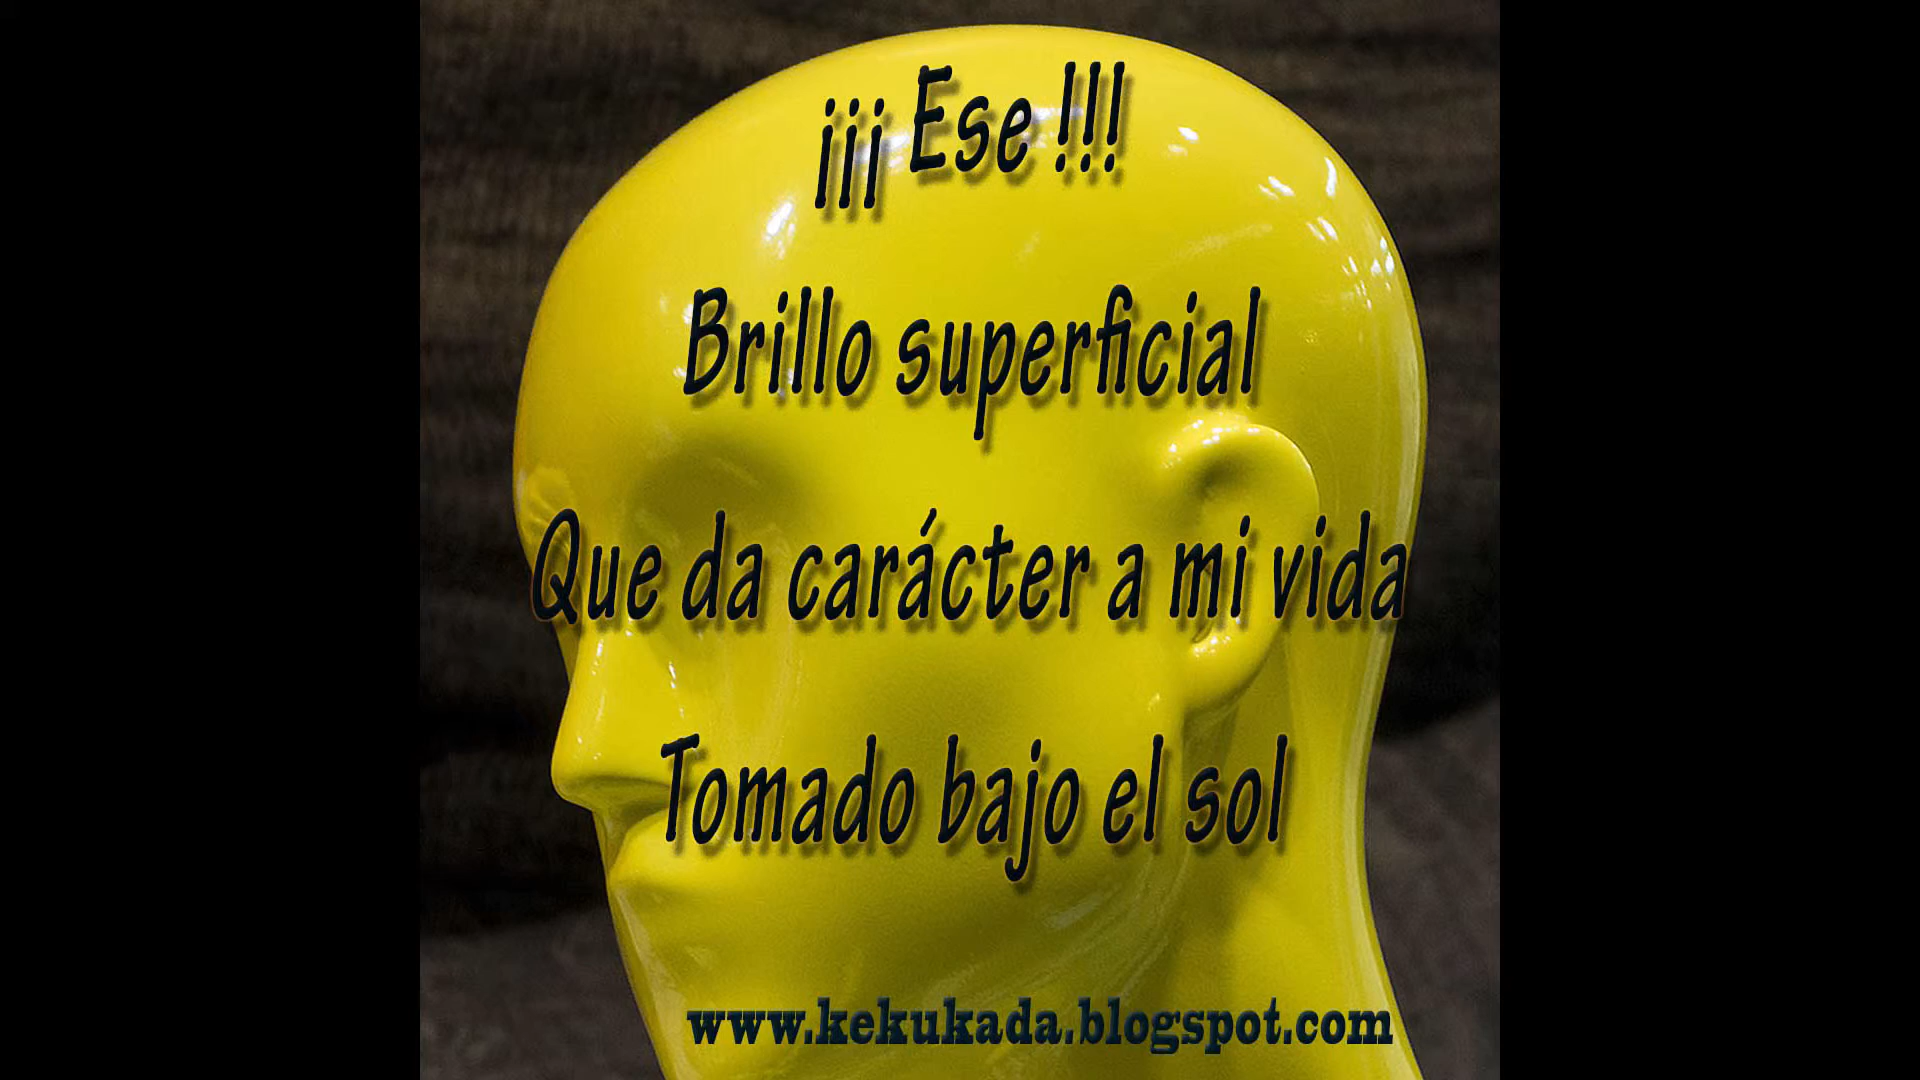 ¡¡¡ Ese !!!
Brillo superficial
Que da carácter a mi vida
Tomado bajo el sol
www.kekukada.blogspot.com